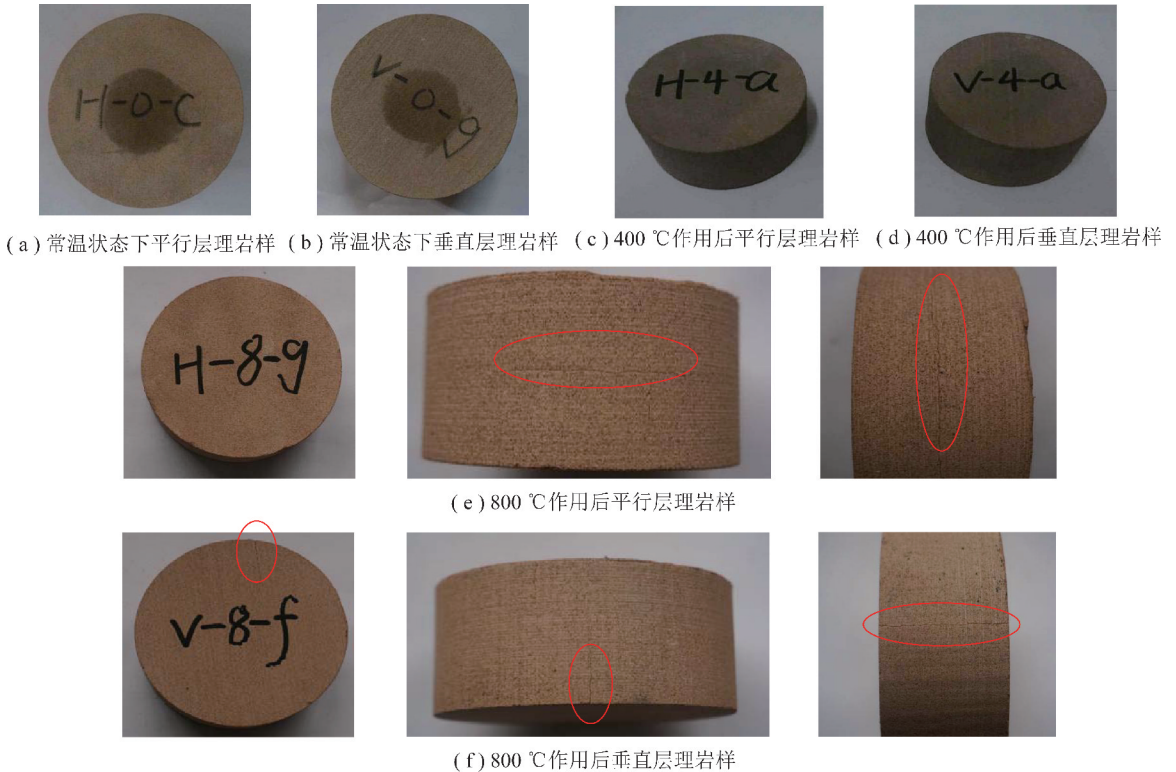 H-0-C
V-0-g
H-4-a
V-4-a
(a)常温状态下平行层理岩样
(b)常温状态下垂直层理岩样
(c)400 ℃作用后平行层理岩样
(d)400 ℃作用后垂直层理岩样
H-8-g
(e)800 ℃作用后平行层理岩样
V-8-f
(f)800 ℃作用后垂直层理岩样